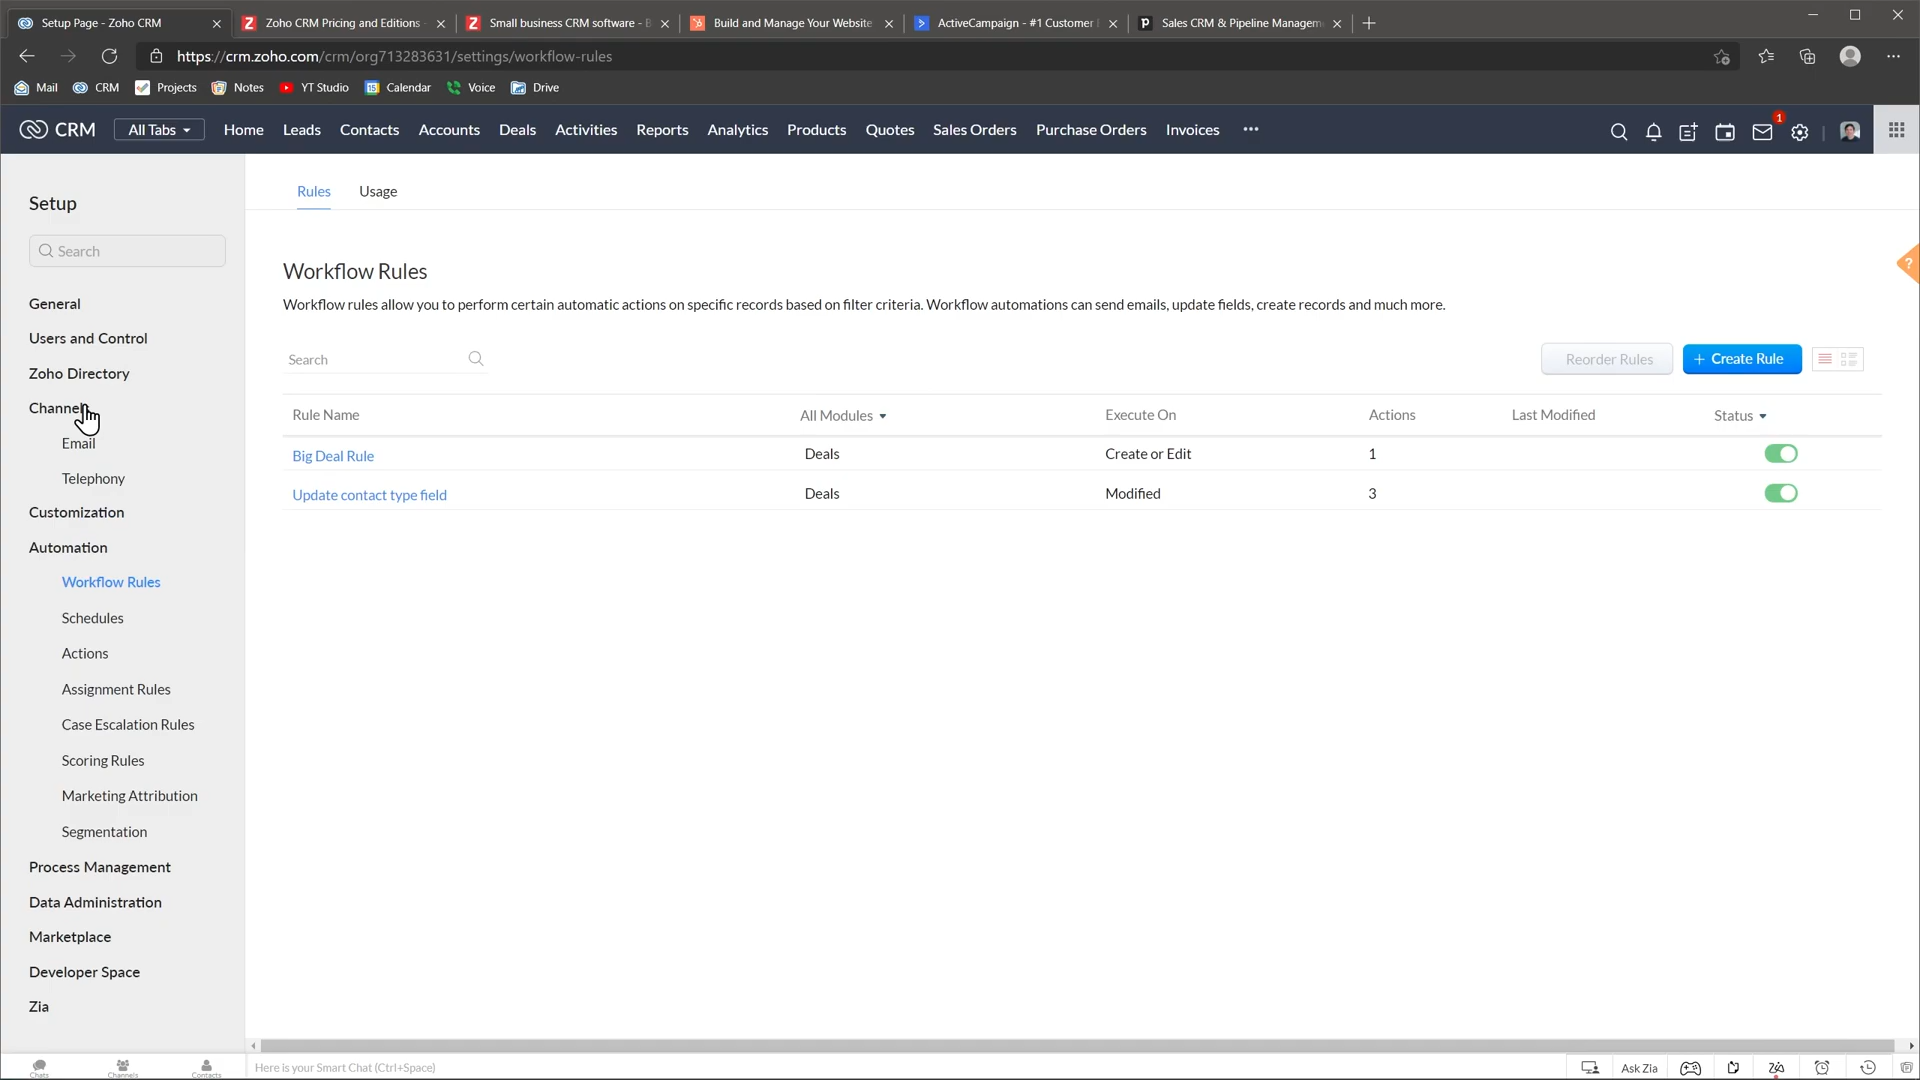 Setup Page - Zoho CRM
Zoho CRM Pricing and Editions -
Small business CRM software - B
Build and Manage Your Website
ActiveCampaign - #1 Customer
Sales CRM & Pipeline Managem
https://crm.zoho.com/crm/org713283631/settings/workflow-rules
Mail
CRM
Projects
Notes
YT Studio
Calendar
Voice
Drive
CRM
All Tabs
Home
Leads
Contacts
Accounts
Deals
Activities
Reports
Analytics
Products
Quotes
Sales Orders
Purchase Orders
Invoices
1
Setup
Search
General
Users and Control
Zoho Directory
Channels
Email
Telephony
Customization
Automation
Workflow Rules
Schedules
Actions
Assignment Rules
Case Escalation Rules
Scoring Rules
Marketing Attribution
Segmentation
Process Management
Data Administration
Marketplace
Developer Space
Zia
Rules
Usage
Workflow Rules
Workflow rules allow you to perform certain automatic actions on specific records based on filter criteria. Workflow automations can send emails, update fields, create records and much more.
Search
Reorder Rules
+ Create Rule
Rule Name
All Modules
Execute On
Actions
Last Modified
Status
Big Deal Rule
Deals
Create or Edit
1
Update contact type field
Deals
Modified
3
?
Chats
Channels
Contacts
Here is your Smart Chat (Ctrl+Space)
Ask Zia